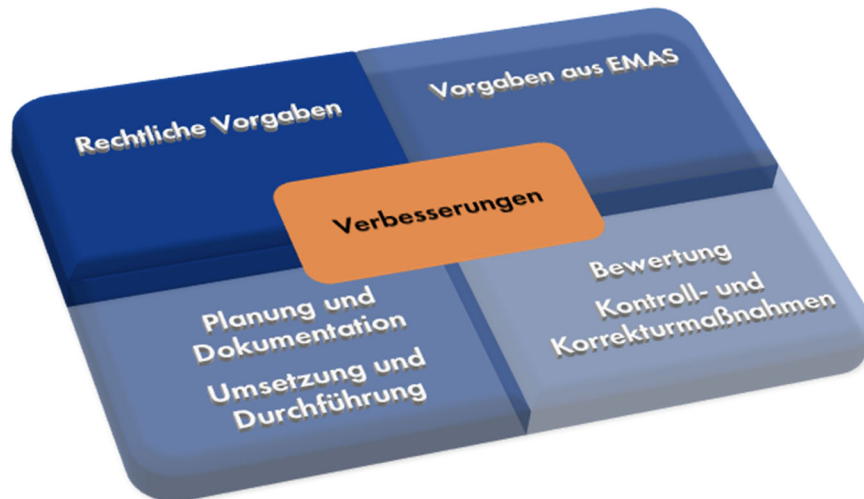 Rechtliche Vorgaben
Vorgaben aus EMAS
Verbesserungen
Planung und
Dokumentation
Umsetzung und
Durchführung
Bewertung
Kontroll- und
Korrekturmaßnahmen